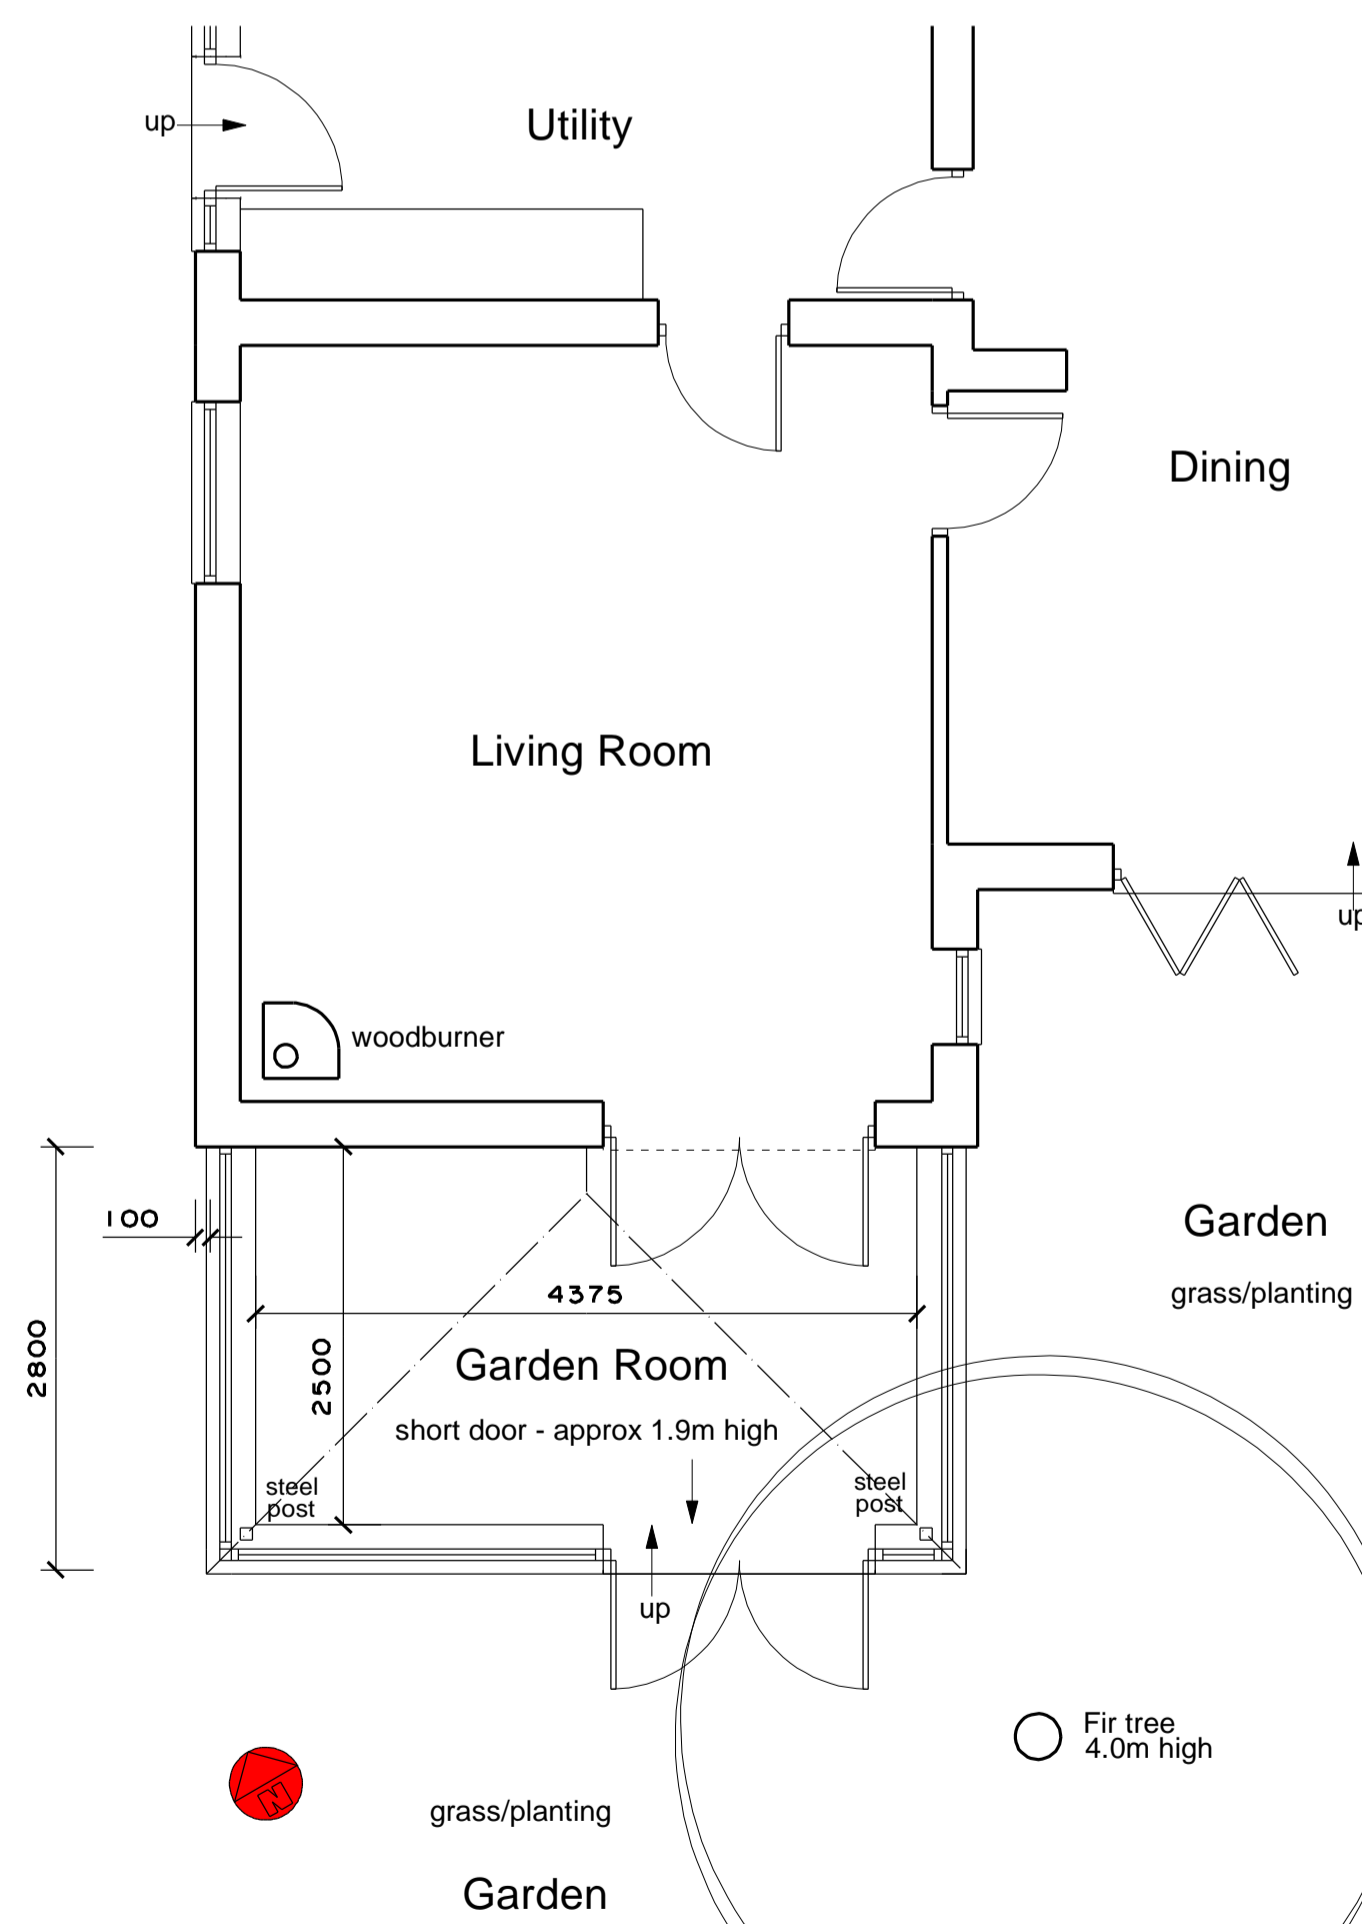 up
Utility
Dining
Living Room
up
woodburner
100
Garden
grass/planting
4375
2800
2500
Garden Room
short door - approx 1.9m high
steel
post
steel
post
up
Fir tree
4.0m high
N
grass/planting
Garden